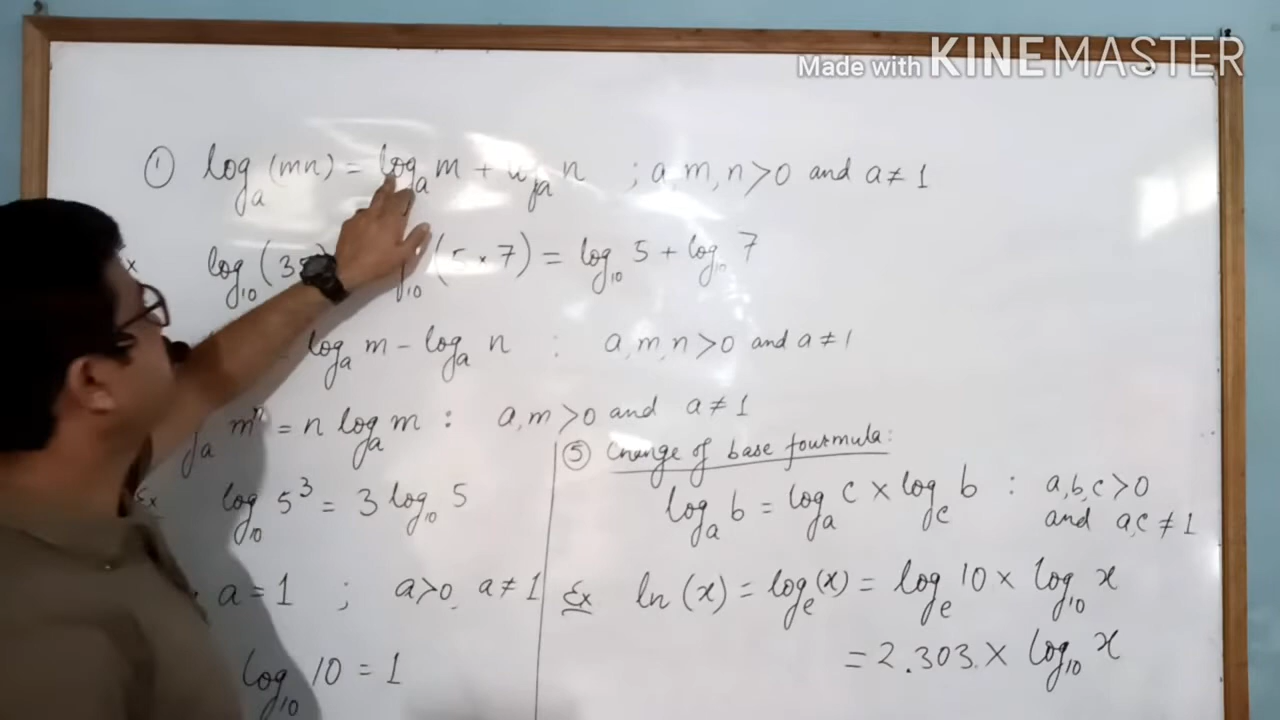 Made with KINEMASTER
① log_a (mn) = log_a m + log_a n ; a, m, n > 0 and a ≠ 1
log_10 (35) (5 × 7) = log_10 5 + log_10 7
log_a m - log_a n : a, m, n > 0 and a ≠ 1
m^n = n log_a m : a, m > 0 and a ≠ 1
Ex log_10 5^3 = 3 log_10 5
a = 1 ; a > 0, a ≠ 1
log_10 10 = 1
⑤ Change of base fourmula:
log_a b = log_a c × log_c b : a, b, c > 0
and a, c ≠ 1
Ex ln (x) = log_e (x) = log_e 10 × log_10 x
= 2.303 × log_10 x